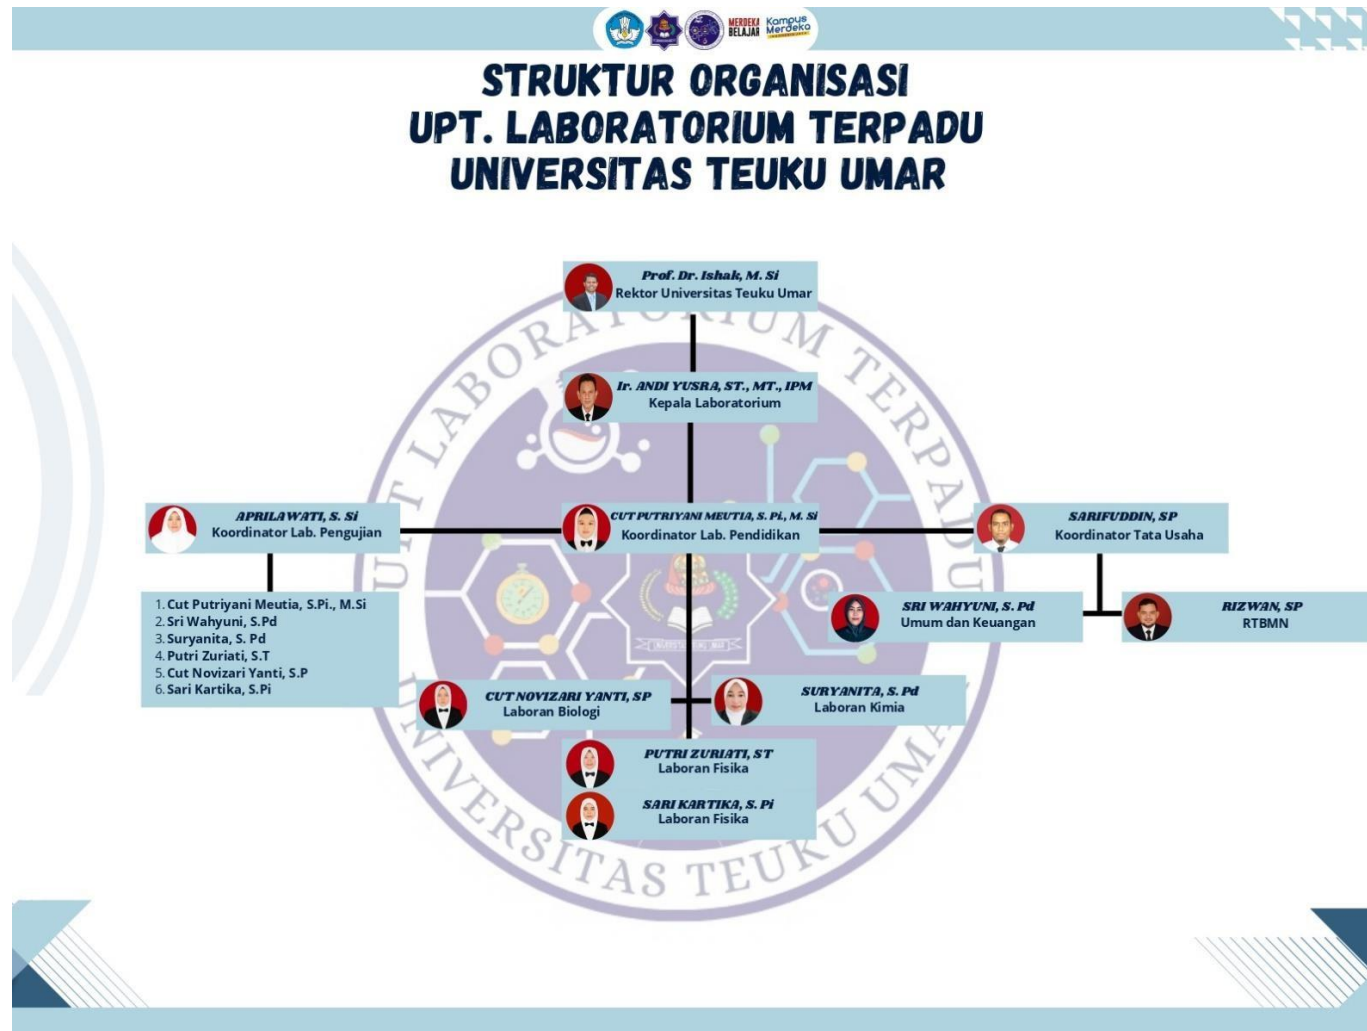 MERDEKA
BELAJAR
Kampus
Merdeka
STRUKTUR ORGANISASI
UPT. LABORATORIUM TERPADU
UNIVERSITAS TEUKU UMAR
Prof. Dr. Ishak, M. Si
Rektor Universitas Teuku Umar
Ir. ANDI YUSRA, ST., MT., IPM
Kepala Laboratorium
APRILAWATI, S. Si
Koordinator Lab. Pengujian
CUT PUTRIYANI MEUTIA, S. Pi., M. Si
Koordinator Lab. Pendidikan
SARIFUDDIN, SP
Koordinator Tata Usaha
1. Cut Putriyani Meutia, S.Pi., M.Si
2. Sri Wahyuni, S.Pd
3. Suryanita, S. Pd
4. Putri Zuriati, S.T
5. Cut Novizari Yanti, S.P
6. Sari Kartika, S.Pi
SRI WAHYUNI, S. Pd
Umum dan Keuangan
RIZWAN, SP
RTBMN
CUT NOVIZARI YANTI, SP
Laboran Biologi
SURYANITA, S. Pd
Laboran Kimia
PUTRI ZURIATI, ST
Laboran Fisika
SARI KARTIKA, S. Pi
Laboran Fisika
UPT LABORATORIUM TERPADU
UNIVERSITAS TEUKU UMAR
UNIVERSITAS TEUKU UMAR